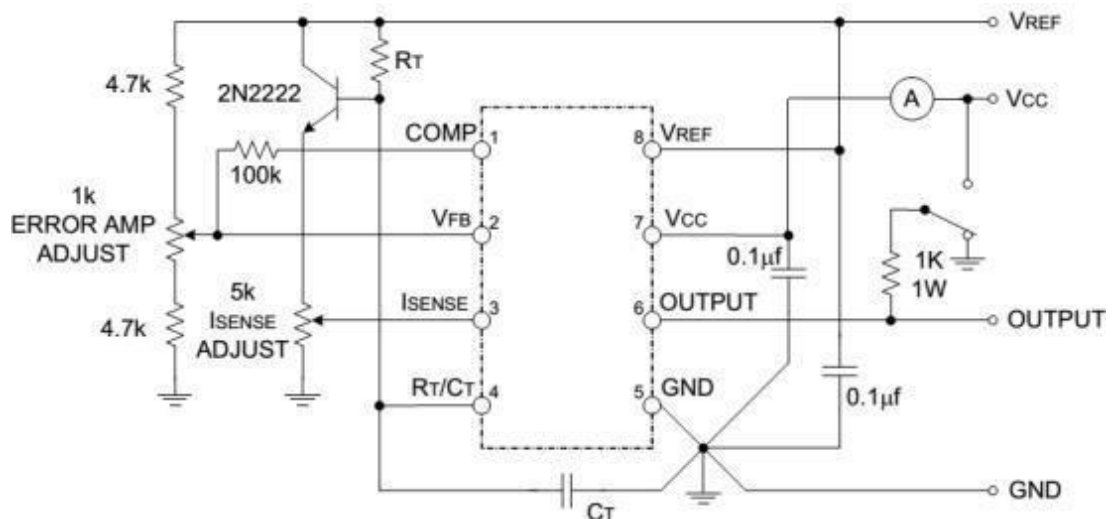 VREF
RT
4.7k
2N2222
A
VCC
COMP
1
8
VREF
100k
1k
ERROR AMP
ADJUST
VFB
2
7
VCC
0.1µf
1K
1W
5k
ISENSE
ADJUST
ISENSE
3
6
OUTPUT
OUTPUT
4.7k
RT/CT
4
5
GND
0.1µf
GND
CT